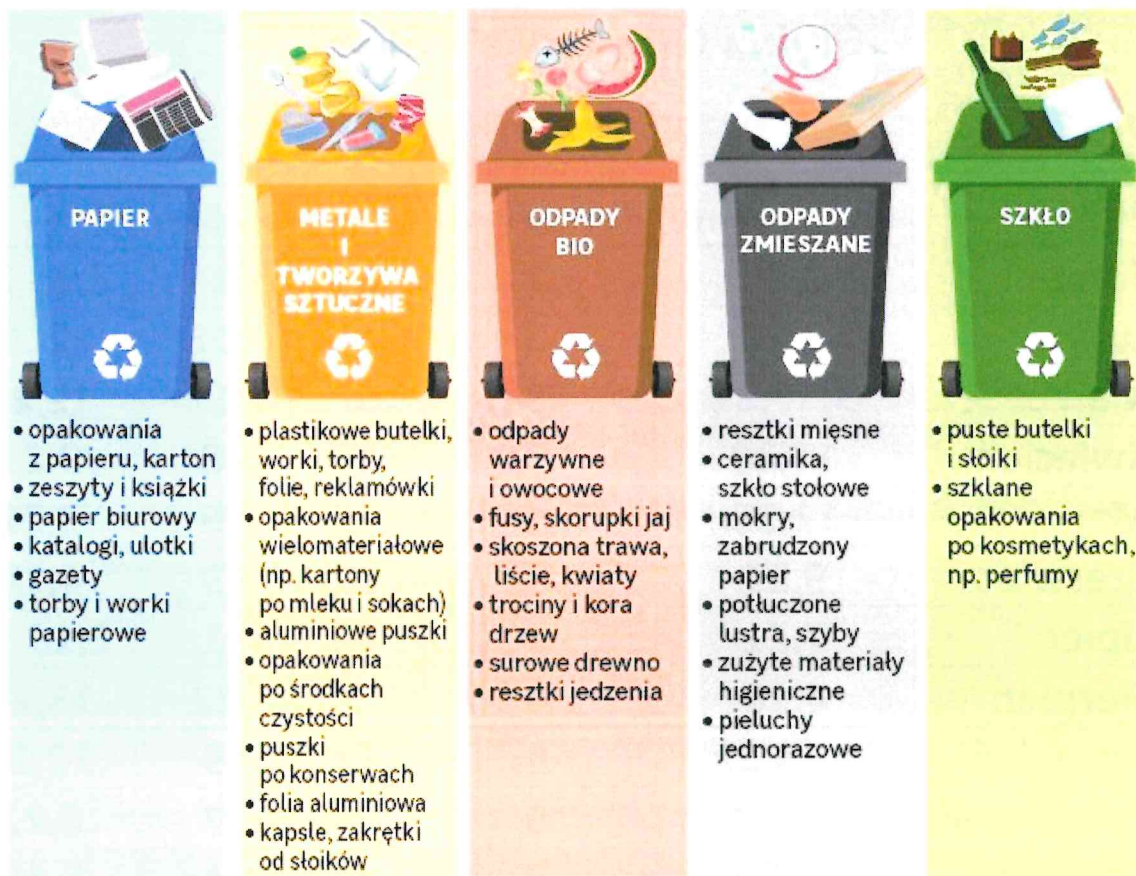 PAPIER
• opakowania
z papieru, karton
• zeszyty i książki
• papier biurowy
• katalogi, ulotki
• gazety
• torby i worki
papierowe
METALE
I
TWORZYWA
SZTUCZNE
• plastikowe butelki,
worki, torby,
folie, reklamówki
• opakowania
wielomateriałowe
(np. kartony
po mleku i sokach)
• aluminiowe puszki
• opakowania
po środkach
czystości
• puszki
po konserwach
• folia aluminiowa
• kapsle, zakrętki
od słoików
ODPADY
BIO
• odpady
warzywne
i owocowe
• fusy, skorupki jaj
• skoszona trawa,
liście, kwiaty
• trociny i kora
drzew
• surowe drewno
• resztki jedzenia
ODPADY
ZMIESZANE
• resztki mięsne
• ceramika,
szkło stołowe
• mokry,
zabrudzony
papier
• potłuczone
lustra, szyby
• zużyte materiały
higieniczne
• pieluchy
jednorazowe
SZKŁO
• puste butelki
i słoiki
• szklane
opakowania
po kosmetykach,
np. perfumy